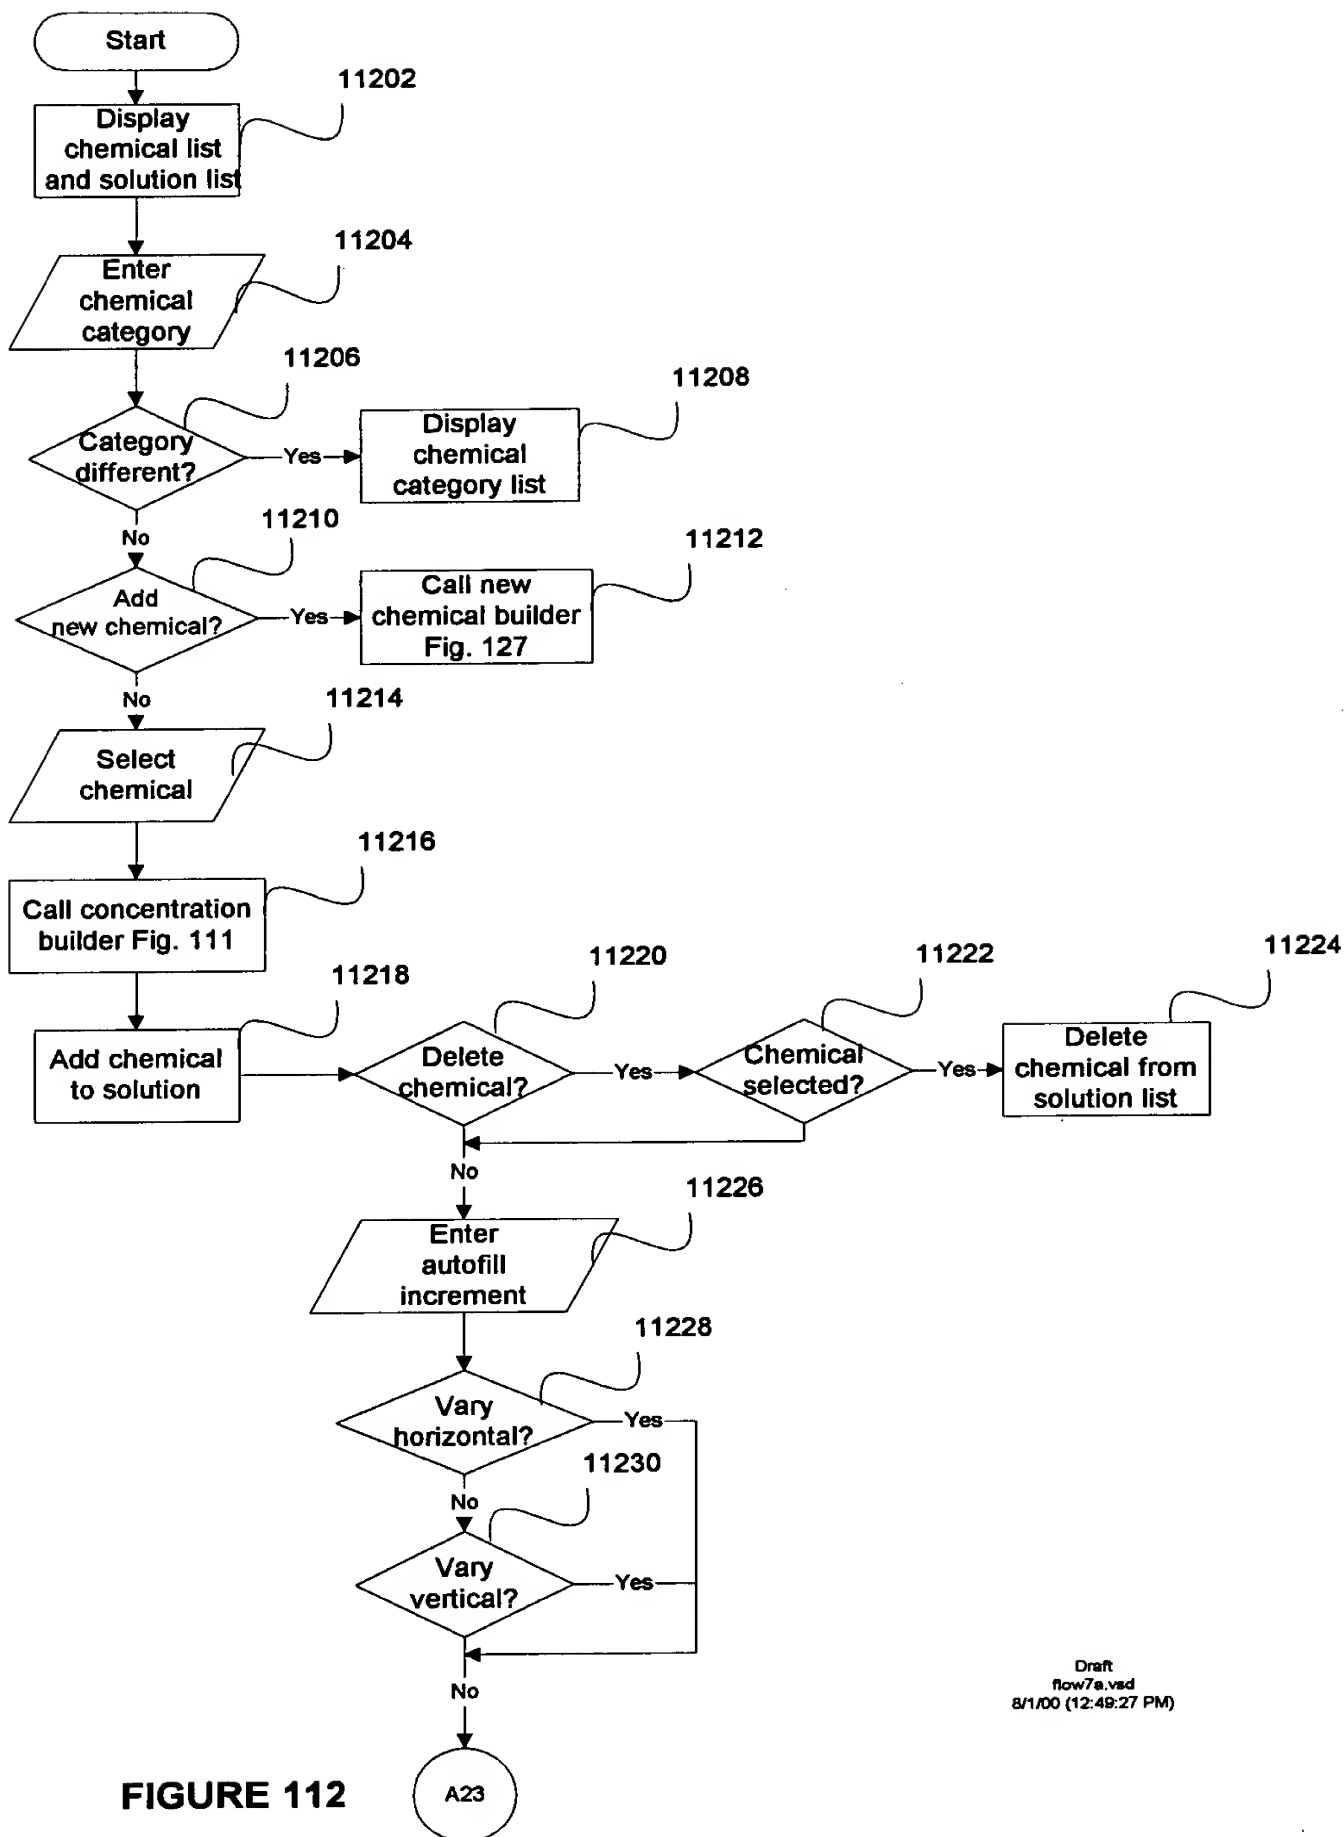 Start
11202
Display
chemical list
and solution list
11204
Enter
chemical
category
11206
Category
different?
Yes
11208
Display
chemical
category list
No
11210
Add
new chemical?
Yes
11212
Call new
chemical builder
Fig. 127
No
11214
Select
chemical
11216
Call concentration
builder Fig. 111
11218
Add chemical
to solution
11220
Delete
chemical?
Yes
11222
Chemical
selected?
Yes
11224
Delete
chemical from
solution list
No
11226
Enter
autofill
increment
11228
Vary
horizontal?
Yes
No
11230
Vary
vertical?
Yes
No
A23
Draft
flow7a.vsd
8/1/00 (12:49:27 PM)
FIGURE 112